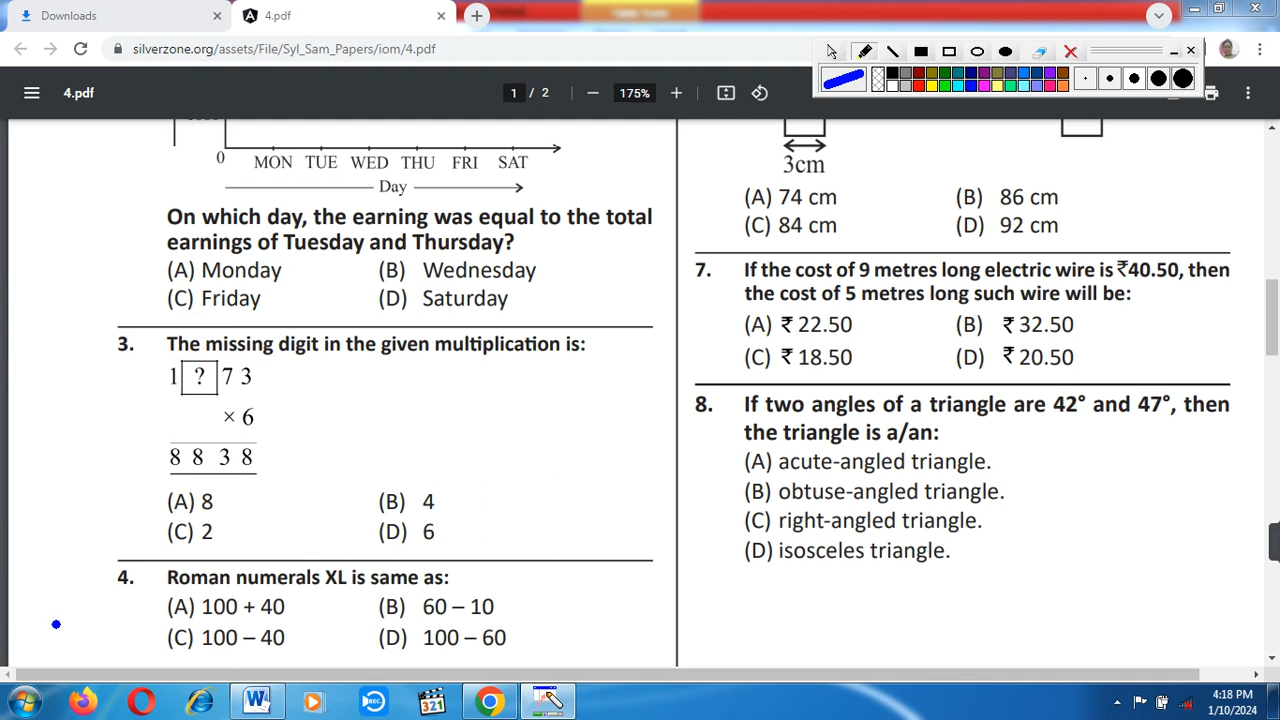 Downloads
4.pdf
silverzone.org/assets/File/Syl_Sam_Papers/iom/4.pdf
4.pdf
1 / 2
175%
0
MON TUE WED THU FRI SAT
Day
On which day, the earning was equal to the total
earnings of Tuesday and Thursday?
(A) Monday (B) Wednesday
(C) Friday (D) Saturday
3. The missing digit in the given multiplication is:
1 ? 7 3
× 6
8 8 3 8
(A) 8 (B) 4
(C) 2 (D) 6
4. Roman numerals XL is same as:
(A) 100 + 40 (B) 60 – 10
(C) 100 – 40 (D) 100 – 60
3cm
(A) 74 cm (B) 86 cm
(C) 84 cm (D) 92 cm
7. If the cost of 9 metres long electric wire is ₹40.50, then
the cost of 5 metres long such wire will be:
(A) ₹ 22.50 (B) ₹ 32.50
(C) ₹ 18.50 (D) ₹ 20.50
8. If two angles of a triangle are 42° and 47°, then
the triangle is a/an:
(A) acute-angled triangle.
(B) obtuse-angled triangle.
(C) right-angled triangle.
(D) isosceles triangle.
REC
321
4:18 PM
1/10/2024